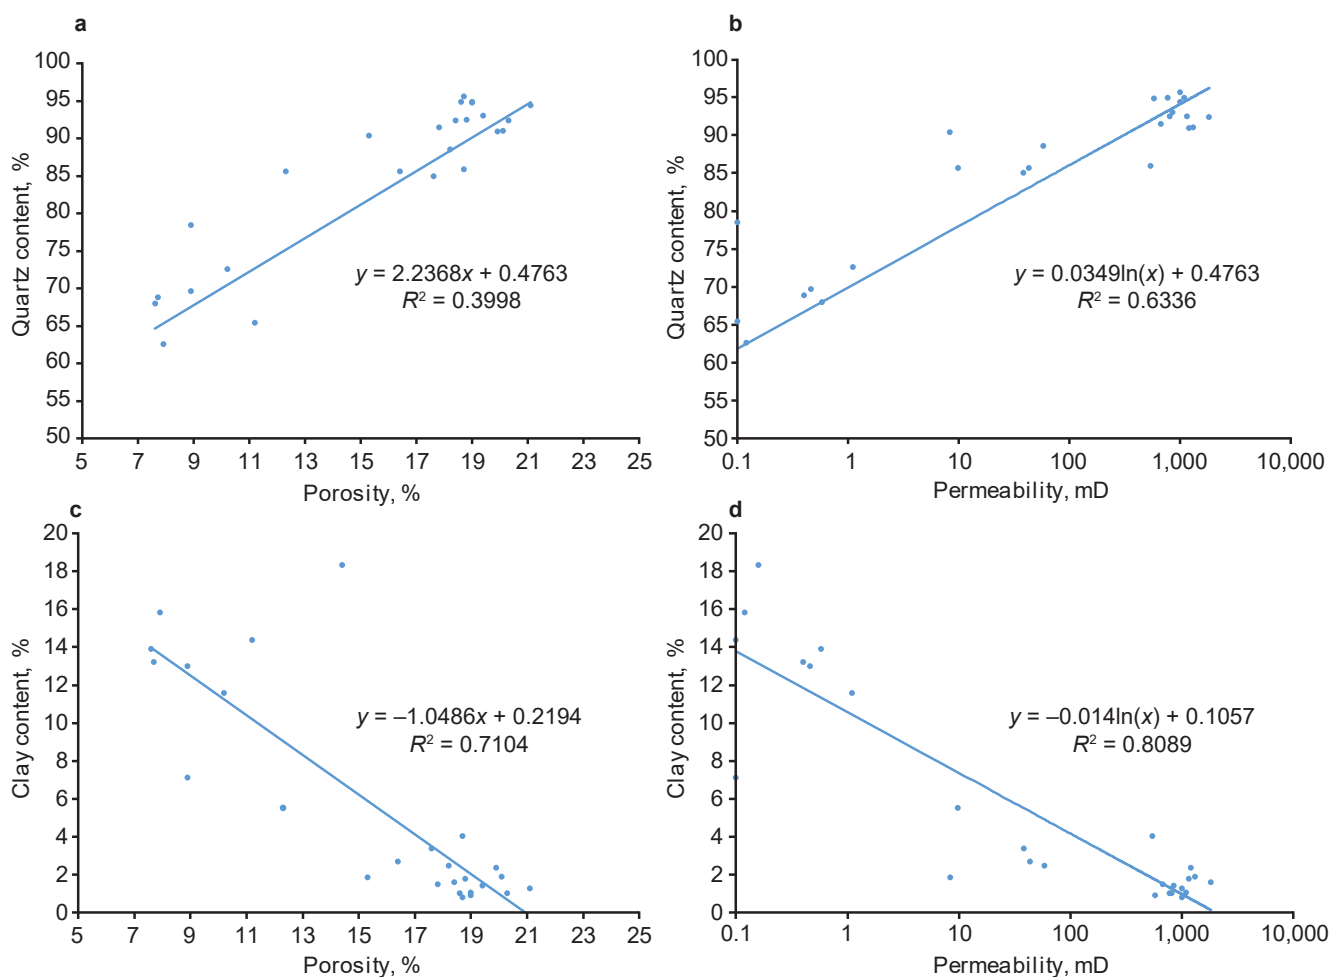 a
100
95
90
85
80
75
70
65
60
55
50
Quartz content, %
y = 2.2368x + 0.4763
R² = 0.3998
5 7 9 11 13 15 17 19 21 23 25
Porosity, %
b
100
95
90
85
80
75
70
65
60
55
50
Quartz content, %
y = 0.0349ln(x) + 0.4763
R² = 0.6336
0.1 1 10 100 1,000 10,000
Permeability, mD
c
20
18
16
14
12
10
8
6
4
2
0
Clay content, %
y = –1.0486x + 0.2194
R² = 0.7104
5 7 9 11 13 15 17 19 21 23 25
Porosity, %
d
20
18
16
14
12
10
8
6
4
2
0
Clay content, %
y = –0.014ln(x) + 0.1057
R² = 0.8089
0.1 1 10 100 1,000 10,000
Permeability, mD